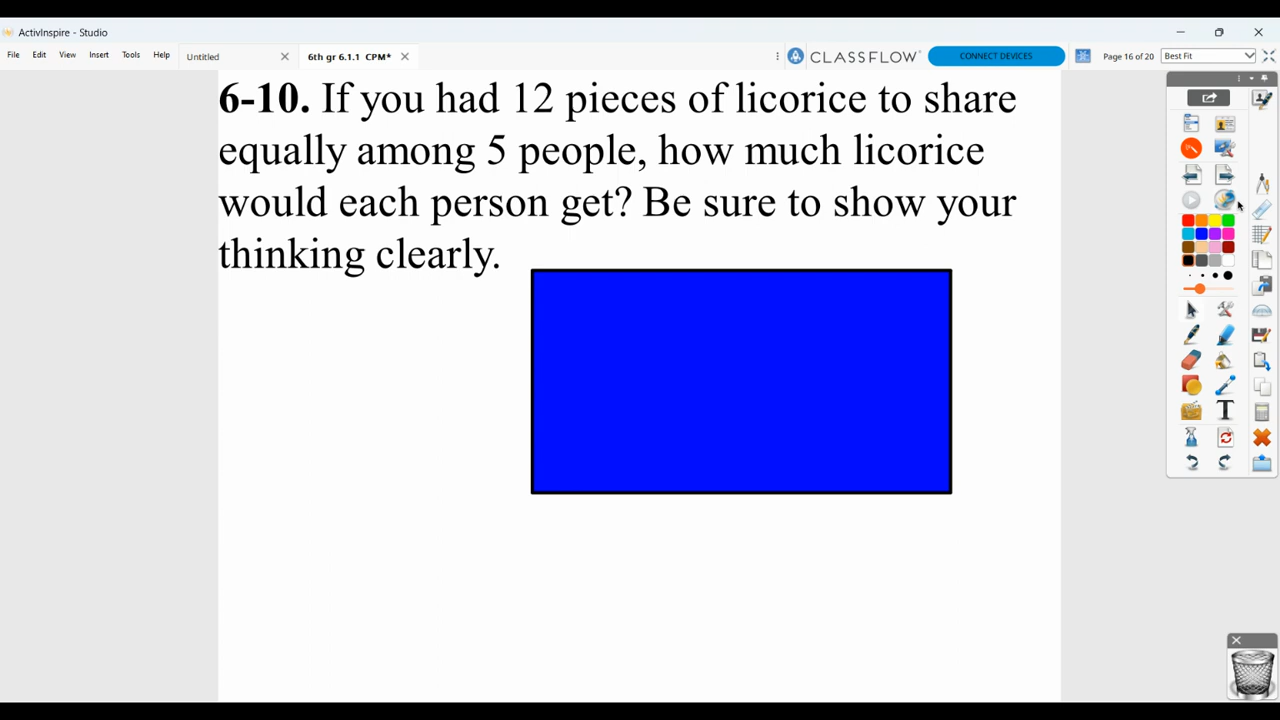 ActivInspire - Studio
File Edit View Insert Tools Help
Untitled
6th gr 6.1.1 CPM*
CLASSFLOW
CONNECT DEVICES
Page 16 of 20
Best Fit
6-10. If you had 12 pieces of licorice to share
equally among 5 people, how much licorice
would each person get? Be sure to show your
thinking clearly.
T